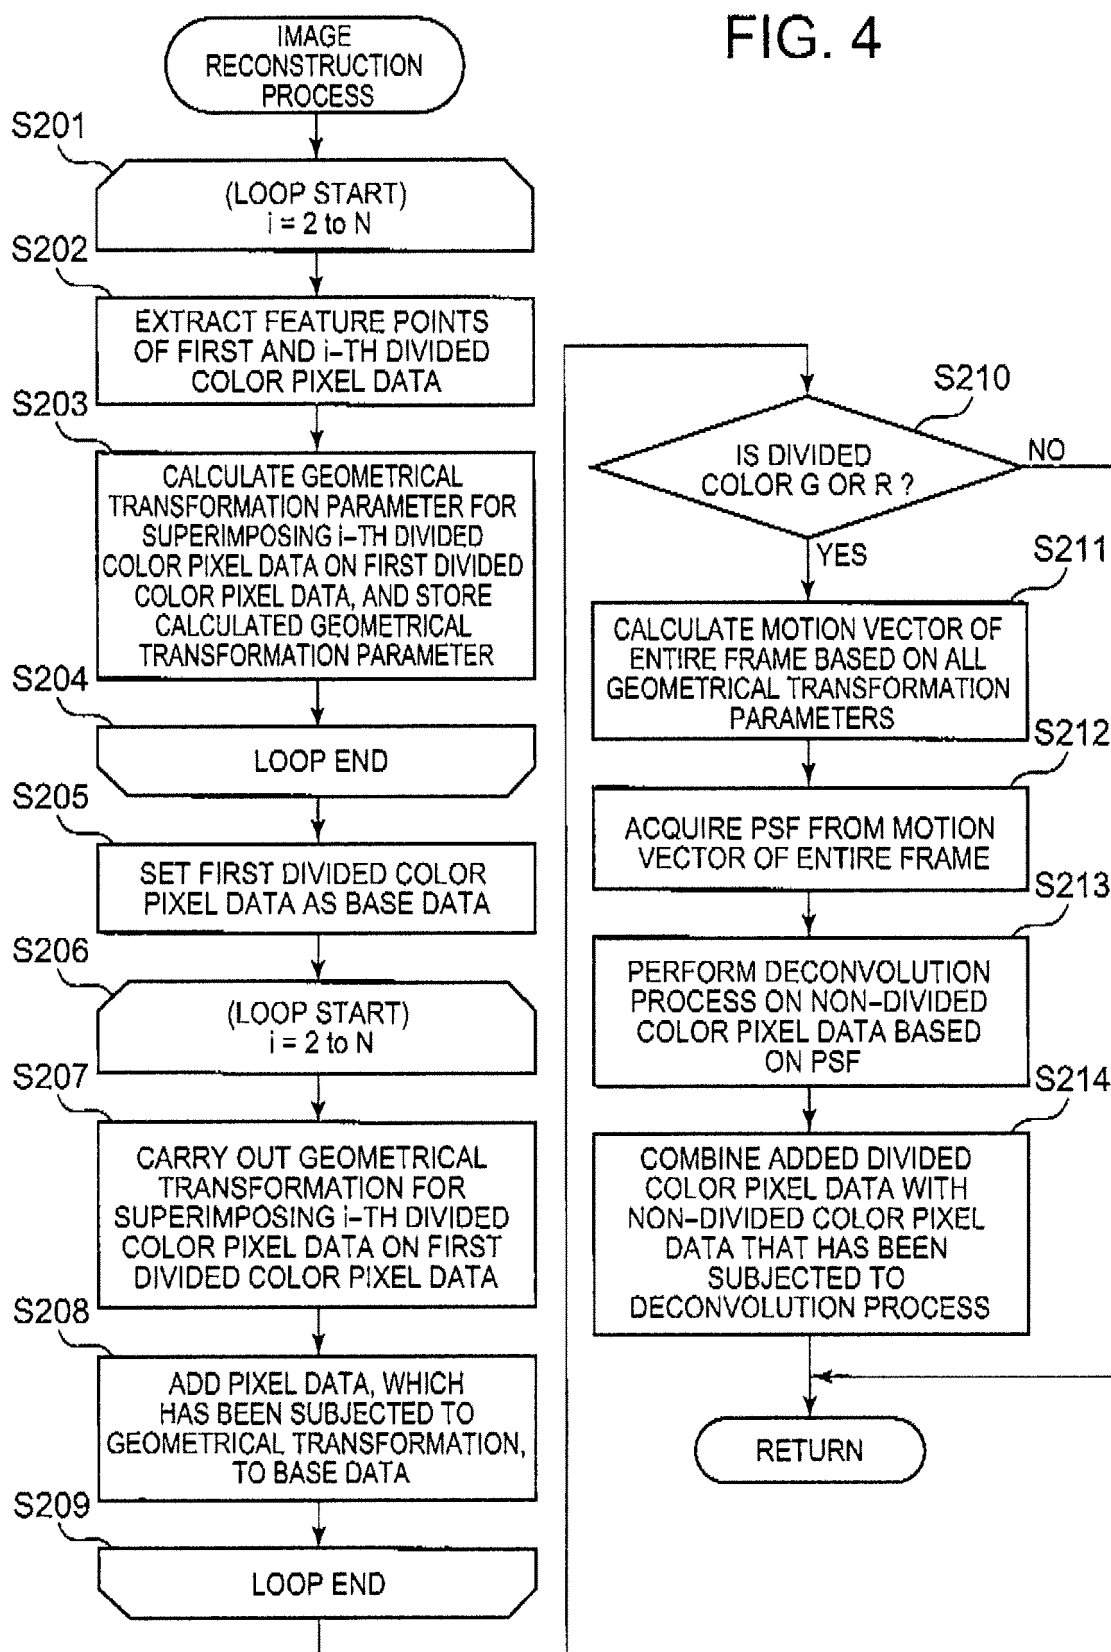 FIG. 4
IMAGE
RECONSTRUCTION
PROCESS
S201
(LOOP START)
i = 2 to N
S202
EXTRACT FEATURE POINTS
OF FIRST AND i-TH DIVIDED
COLOR PIXEL DATA
S203
CALCULATE GEOMETRICAL
TRANSFORMATION PARAMETER FOR
SUPERIMPOSING i-TH DIVIDED
COLOR PIXEL DATA ON FIRST DIVIDED
COLOR PIXEL DATA, AND STORE
CALCULATED GEOMETRICAL
TRANSFORMATION PARAMETER
S204
LOOP END
S205
SET FIRST DIVIDED COLOR
PIXEL DATA AS BASE DATA
S206
(LOOP START)
i = 2 to N
S207
CARRY OUT GEOMETRICAL
TRANSFORMATION FOR
SUPERIMPOSING i-TH DIVIDED
COLOR PIXEL DATA ON FIRST
DIVIDED COLOR PIXEL DATA
S208
ADD PIXEL DATA, WHICH
HAS BEEN SUBJECTED TO
GEOMETRICAL TRANSFORMATION,
TO BASE DATA
S209
LOOP END
S210
IS DIVIDED
COLOR G OR R ?
NO
YES
S211
CALCULATE MOTION VECTOR OF
ENTIRE FRAME BASED ON ALL
GEOMETRICAL TRANSFORMATION
PARAMETERS
S212
ACQUIRE PSF FROM MOTION
VECTOR OF ENTIRE FRAME
S213
PERFORM DECONVOLUTION
PROCESS ON NON-DIVIDED
COLOR PIXEL DATA BASED
ON PSF
S214
COMBINE ADDED DIVIDED
COLOR PIXEL DATA WITH
NON-DIVIDED COLOR PIXEL
DATA THAT HAS BEEN
SUBJECTED TO
DECONVOLUTION PROCESS
RETURN